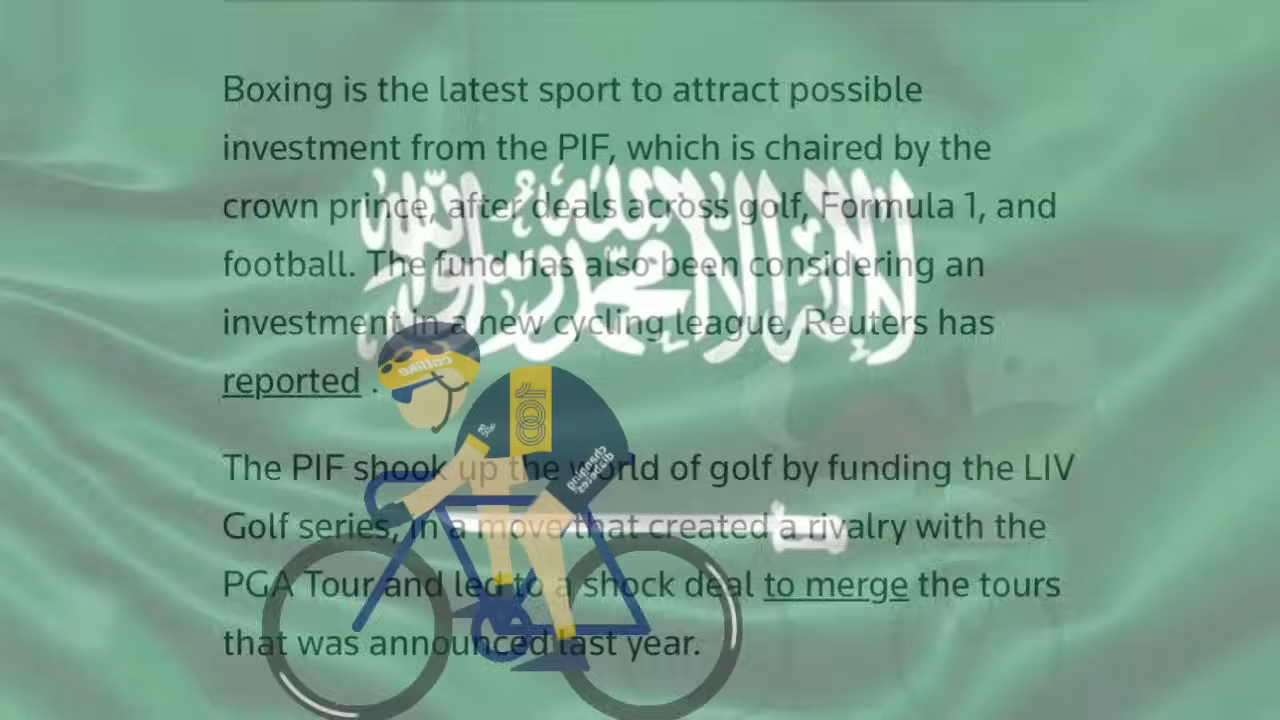 Boxing is the latest sport to attract possible
investment from the PIF, which is chaired by the
crown prince, after deals across golf, Formula 1, and
football. The fund has also been considering an
investment in a new cycling league, Reuters has
reported .
لا إله إلا الله محمد رسول الله
catlike
100
changing
diabetes
The PIF shook up the world of golf by funding the LIV
Golf series, in a move that created a rivalry with the
PGA Tour and led to a shock deal to merge the tours
that was announced last year.